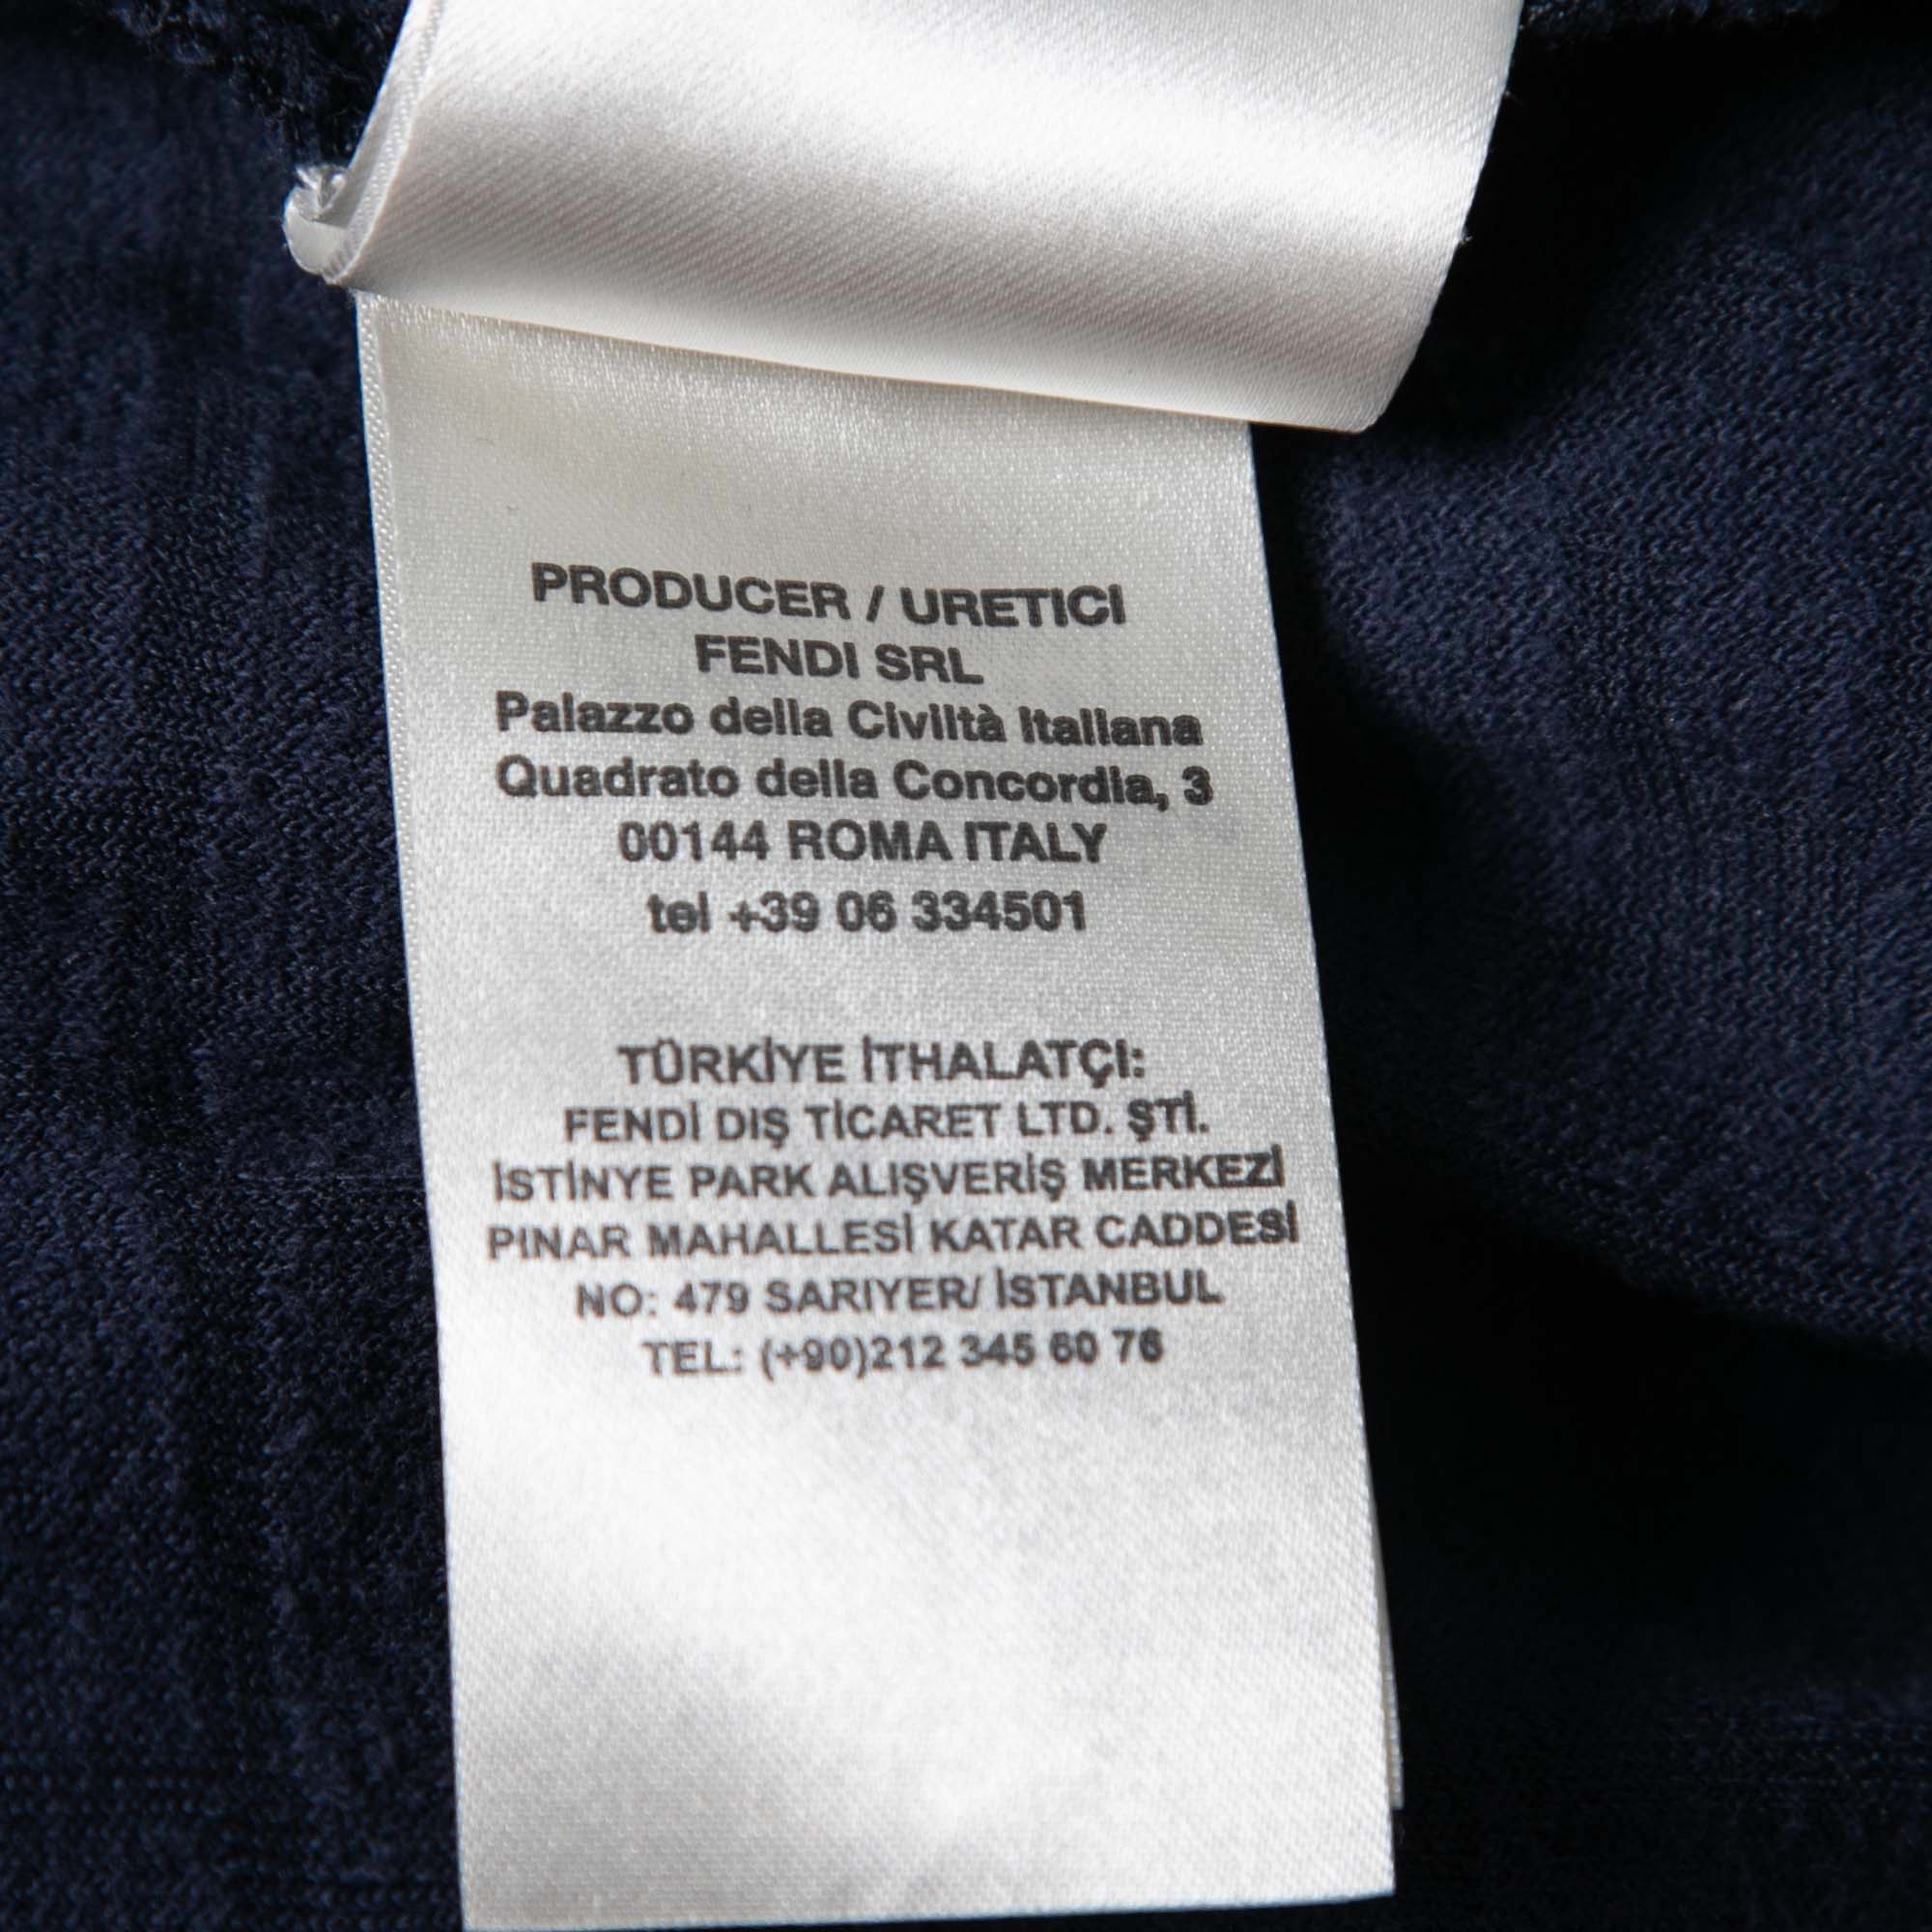 PRODUCER / URETICI
FENDI SRL
Palazzo della Civiltà Italiana
Quadrato della Concordia, 3
00144 ROMA ITALY
tel +39 06 334501
TÜRKİYE İTHALATÇI:
FENDİ DIŞ TİCARET LTD. ŞTİ.
İSTİNYE PARK ALIŞVERİŞ MERKEZİ
PINAR MAHALLESİ KATAR CADDESİ
NO: 479 SARIYER/ İSTANBUL
TEL: (+90)212 345 60 76